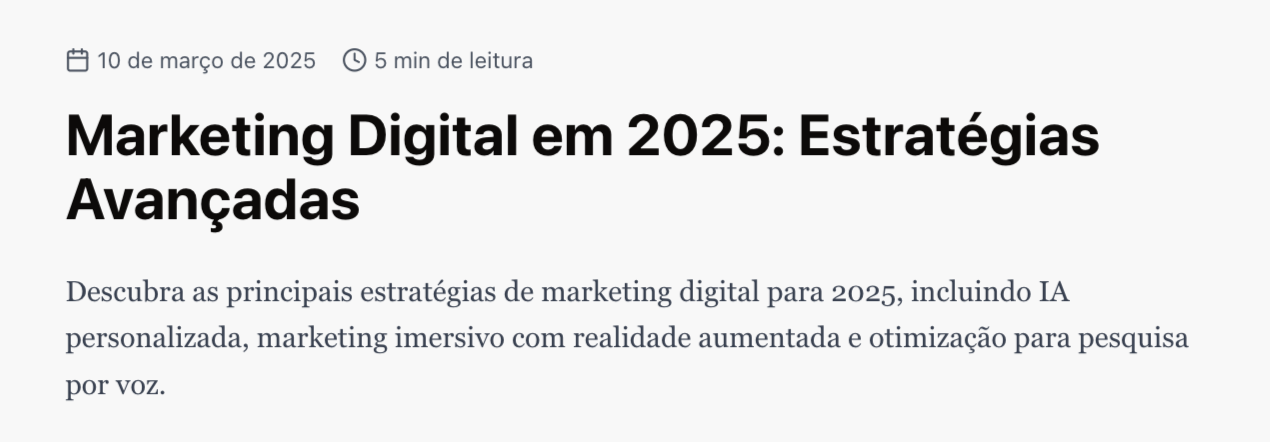 10 de março de 2025 5 min de leitura
Marketing Digital em 2025: Estratégias
Avançadas
Descubra as principais estratégias de marketing digital para 2025, incluindo IA
personalizada, marketing imersivo com realidade aumentada e otimização para pesquisa
por voz.